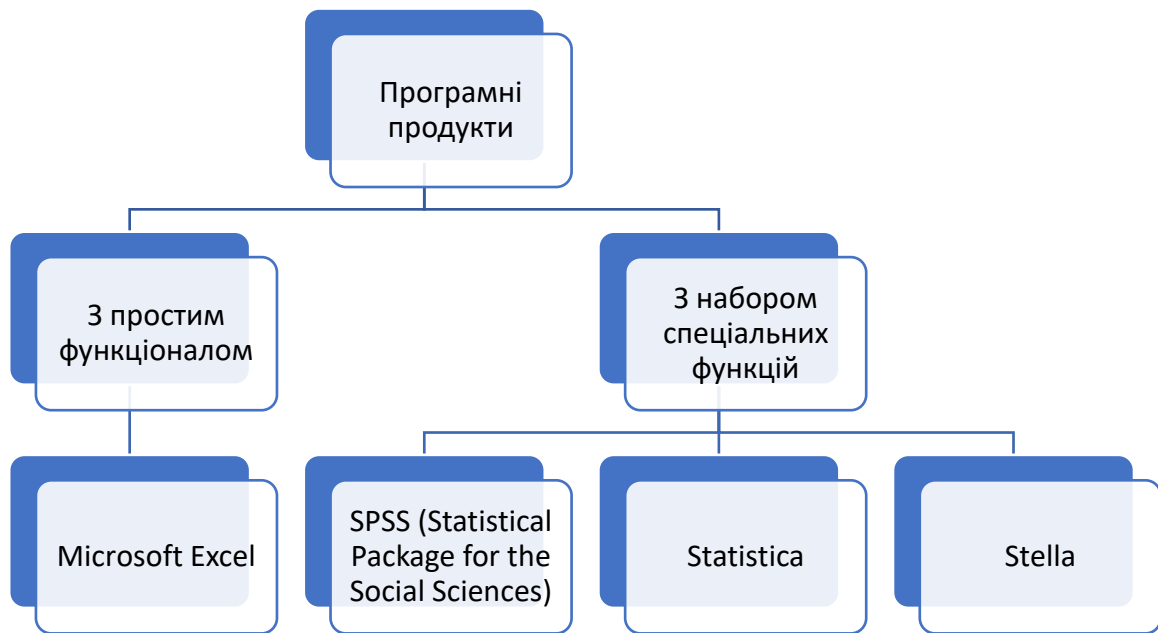 Програмні
продукти
З простим
функціоналом
З набором
спеціальних
функцій
Microsoft Excel
SPSS (Statistical
Package for the
Social Sciences)
Statistica
Stella